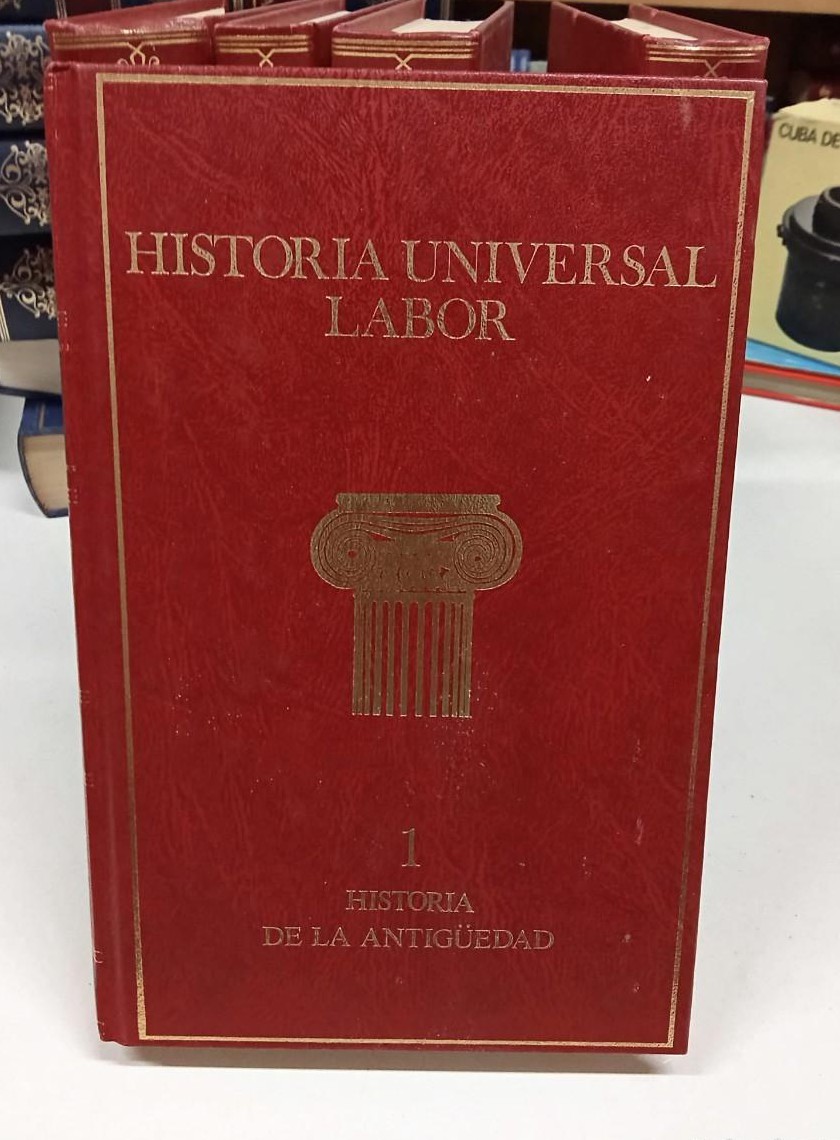 HISTORIA UNIVERSAL
LABOR
1
HISTORIA
DE LA ANTIGÜEDAD
CUBA DE